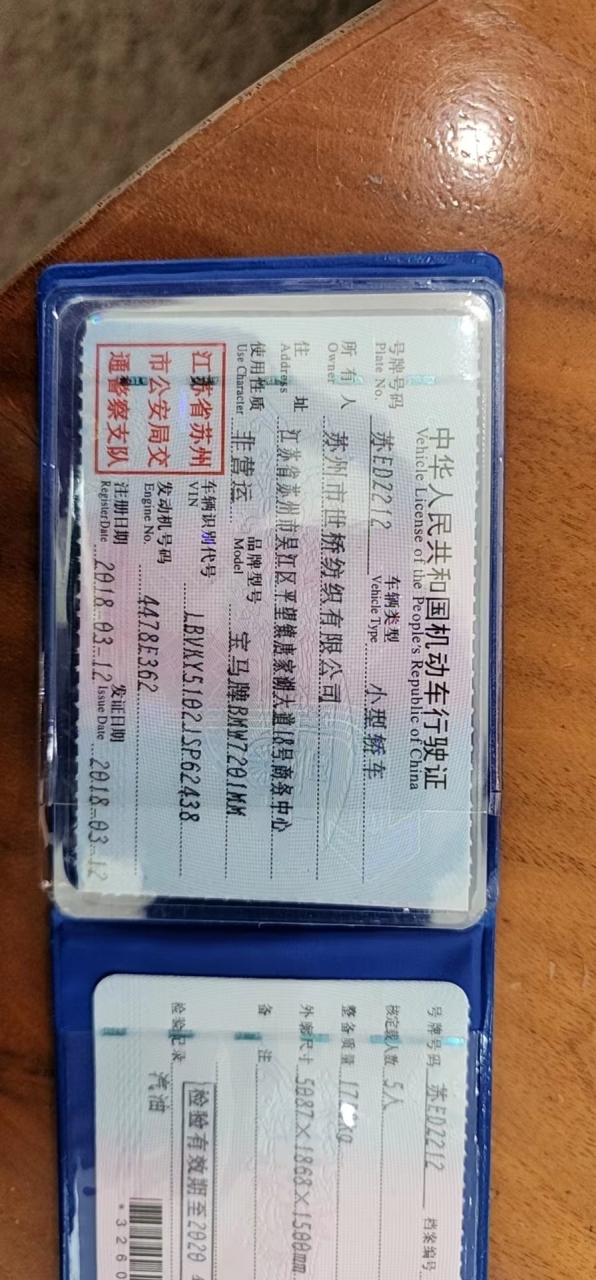 中华人民共和国机动车行驶证
Vehicle License of the People's Republic of China
号牌号码 苏EDZ212 车辆类型 小型轿车
Plate No. Vehicle Type
所有人 苏州市世桥纺织有限公司
Owner
住址 江苏省苏州市吴江区平望镇唐家湖大道18号商务中心
Address
使用性质 非营运 品牌型号 宝马牌BMW7201MM
Use Character Model
江苏省苏州
市公安局交
通警察支队
车辆识别代号 LBVKY5102JSP62438
VIN
发动机号码 4478E362
Engine No.
注册日期 2018-03-12 发证日期 2018-03-12
Register Date Issue Date
号牌号码 苏EDZ212 档案编号
核定载人数 5人
整备质量
外廓尺寸 5087×1868×1500mm
备注
检验有效期至2020
检验记录
汽油
*3260